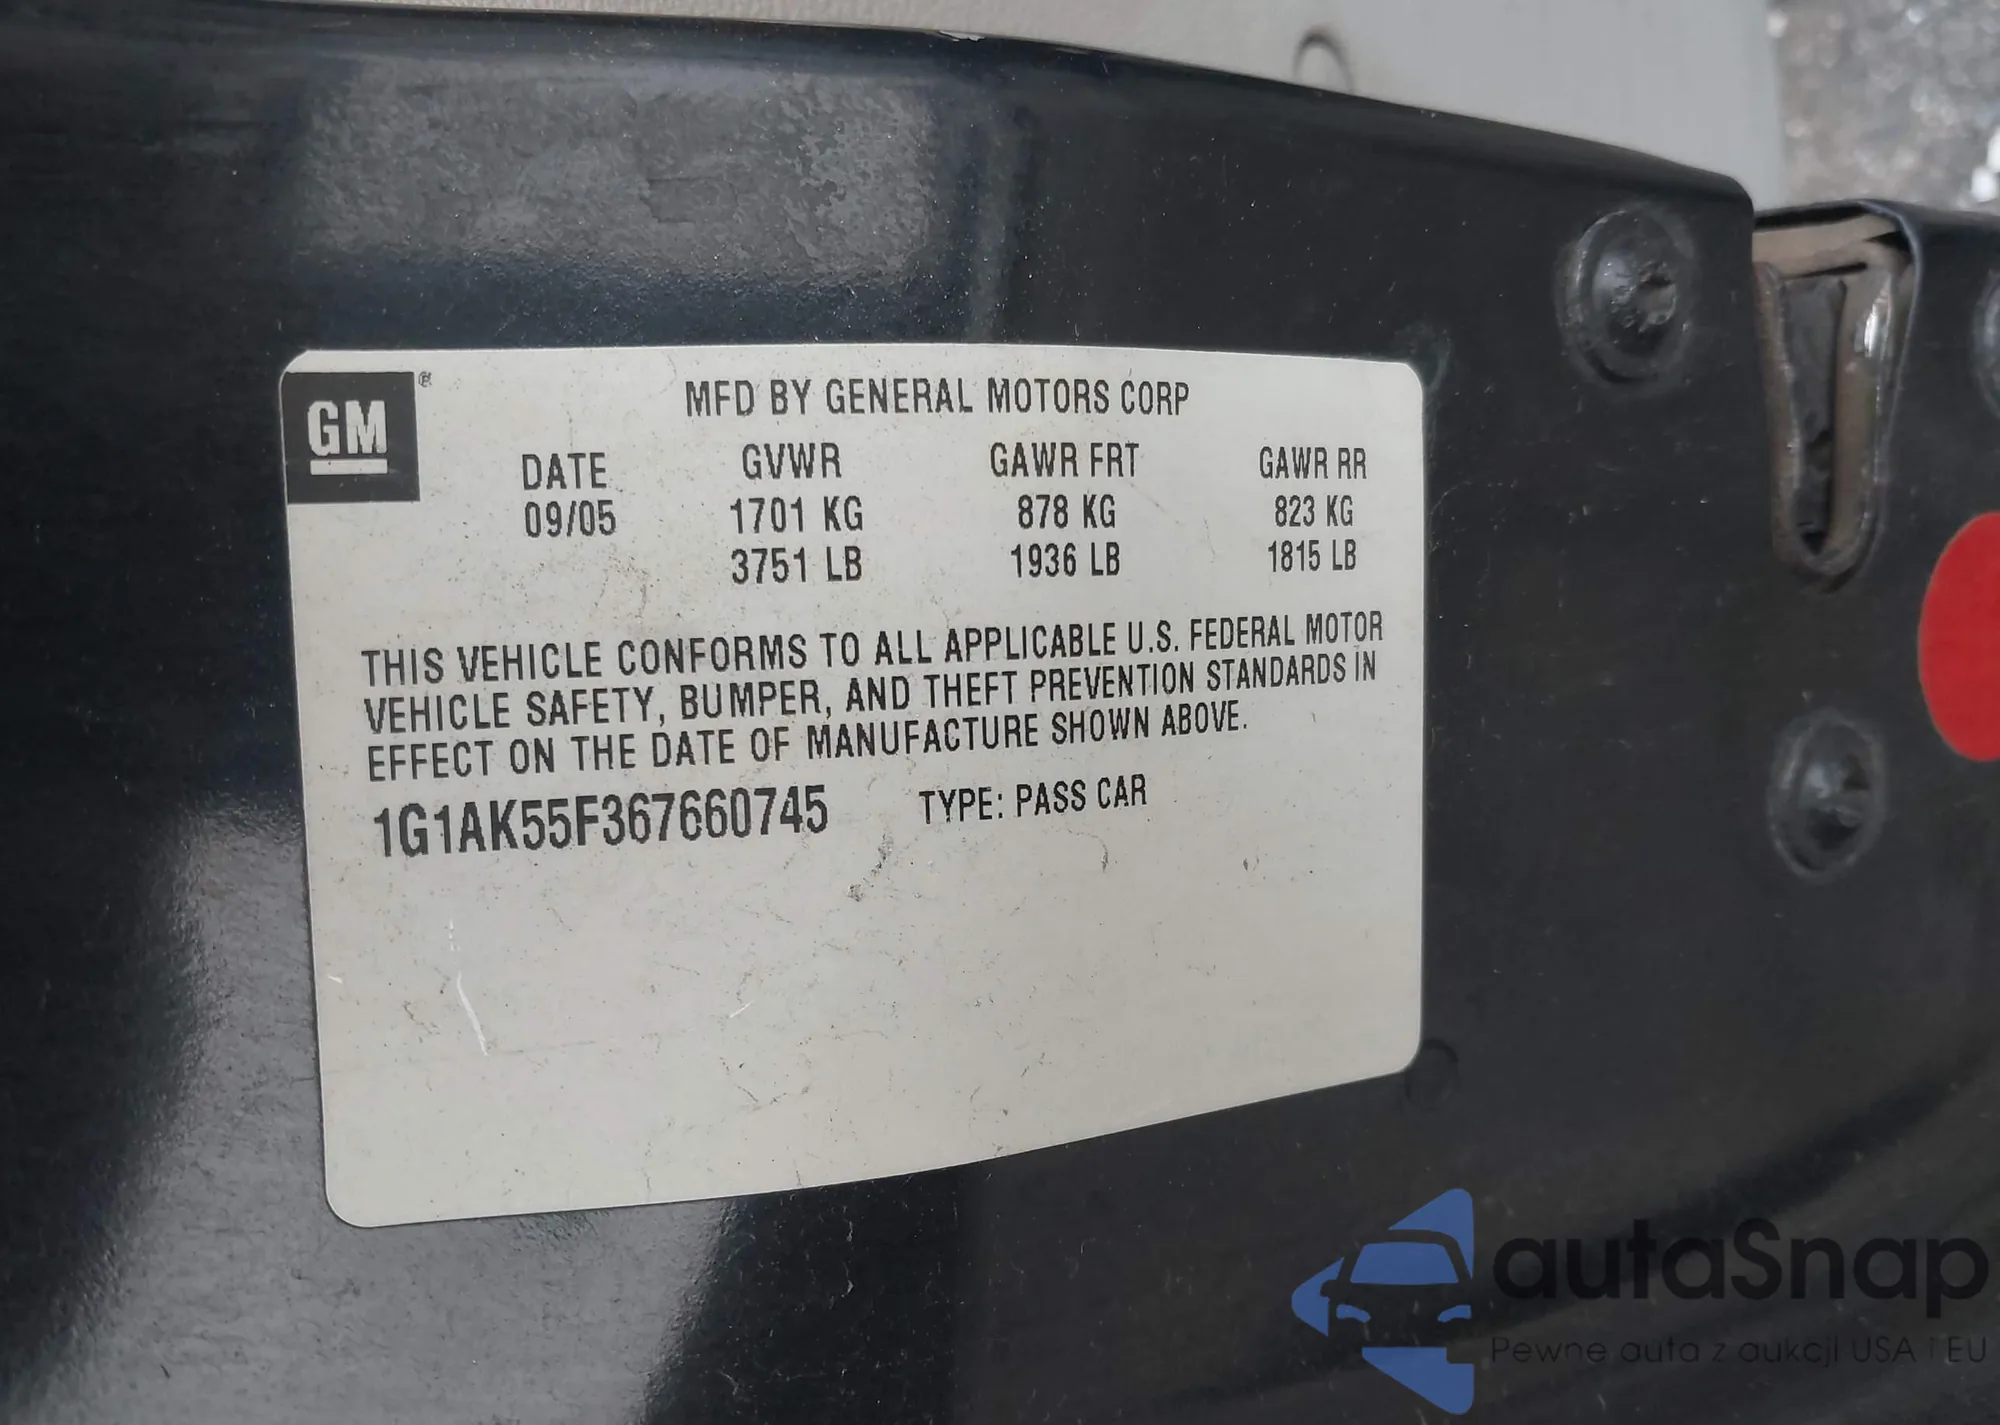 GM ®
MFD BY GENERAL MOTORS CORP
DATE GVWR GAWR FRT GAWR RR
09/05 1701 KG 878 KG 823 KG
3751 LB 1936 LB 1815 LB
THIS VEHICLE CONFORMS TO ALL APPLICABLE U.S. FEDERAL MOTOR
VEHICLE SAFETY, BUMPER, AND THEFT PREVENTION STANDARDS IN
EFFECT ON THE DATE OF MANUFACTURE SHOWN ABOVE.
1G1AK55F367660745 TYPE: PASS CAR
autaSnap
Pewne auta z aukcji USA i EU